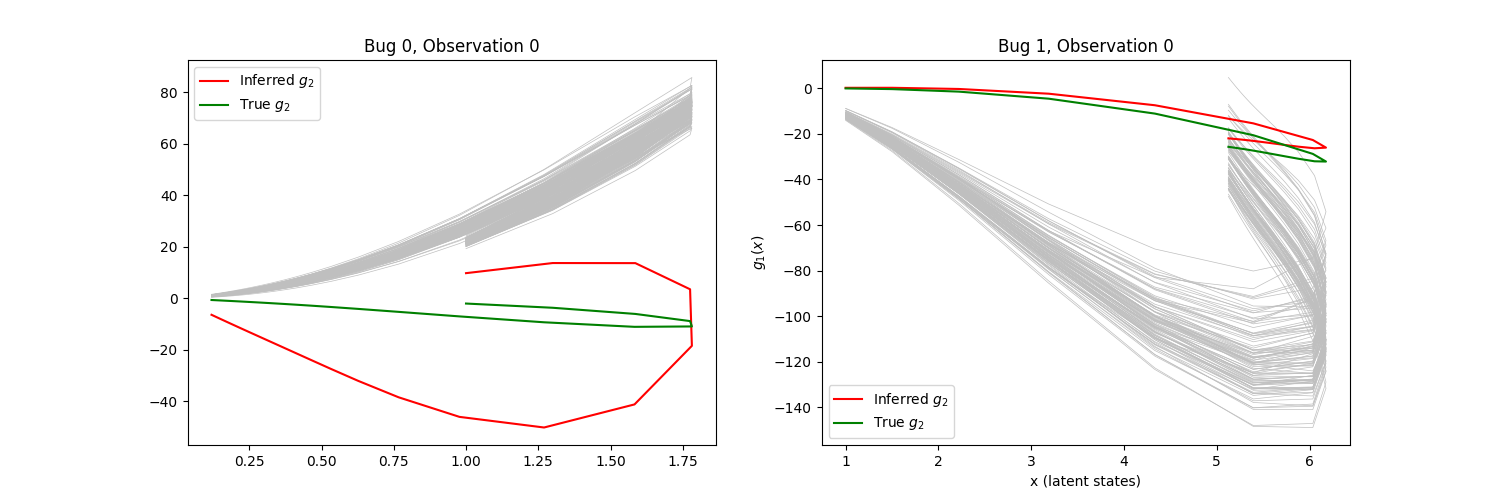 Bug 0, Observation 0
80
60
40
20
0
−20
−40
0.25 0.50 0.75 1.00 1.25 1.50 1.75
Inferred g₂
True g₂
Bug 1, Observation 0
g₁(x)
0
−20
−40
−60
−80
−100
−120
−140
Inferred g₂
True g₂
1 2 3 4 5 6
x (latent states)